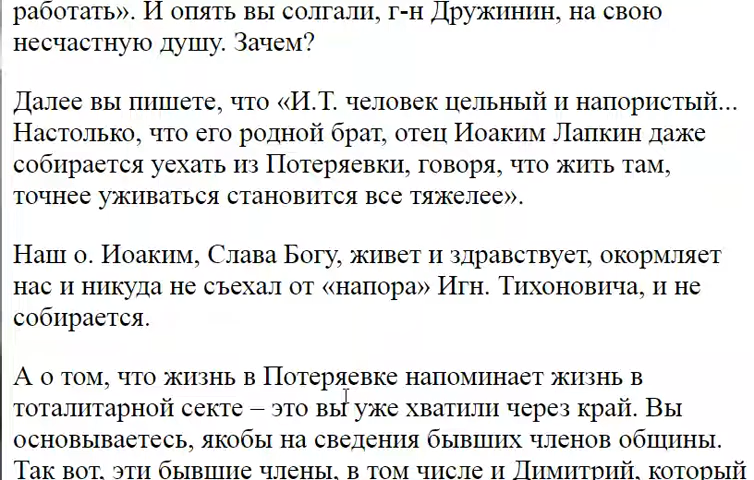 работать». И опять вы солгали, г-н Дружинин, на свою
несчастную душу. Зачем?
Далее вы пишете, что «И.Т. человек цельный и напористый...
Настолько, что его родной брат, отец Иоаким Лапкин даже
собирается уехать из Потеряевки, говоря, что жить там,
точнее уживаться становится все тяжелее».
Наш о. Иоаким, Слава Богу, живет и здравствует, окормляет
нас и никуда не съехал от «напора» Игн. Тихоновича, и не
собирается.
А о том, что жизнь в Потеряевке напоминает жизнь в
тоталитарной секте – это вы уже хватили через край. Вы
основываетесь, якобы на сведения бывших членов общины.
Так вот, эти бывшие члены, в том числе и Димитрий, который